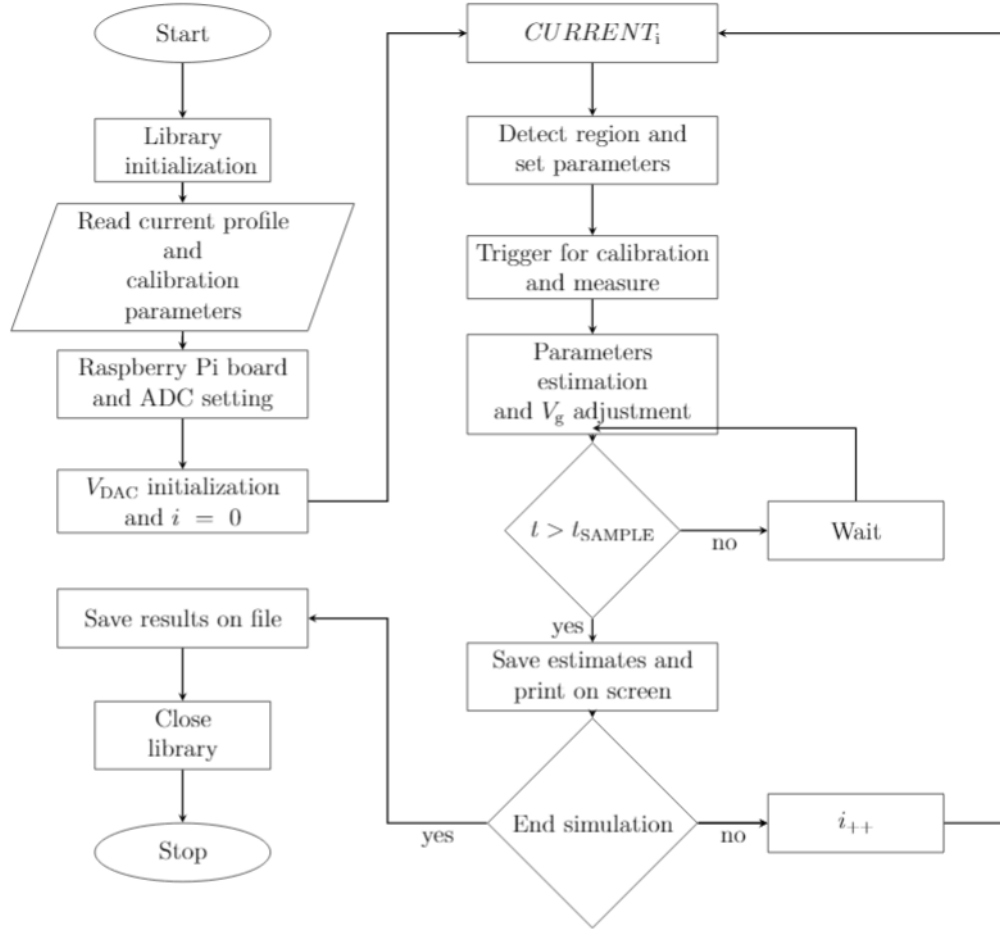 Start
Library
initialization
Read current profile
and
calibration
parameters
Raspberry Pi board
and ADC setting
V_DAC initialization
and i = 0
CURRENT_i
Detect region and
set parameters
Trigger for calibration
and measure
Parameters
estimation
and V_g adjustment
t > t_SAMPLE
no
Wait
yes
Save estimates and
print on screen
End simulation
no
i_++
yes
Save results on file
Close
library
Stop